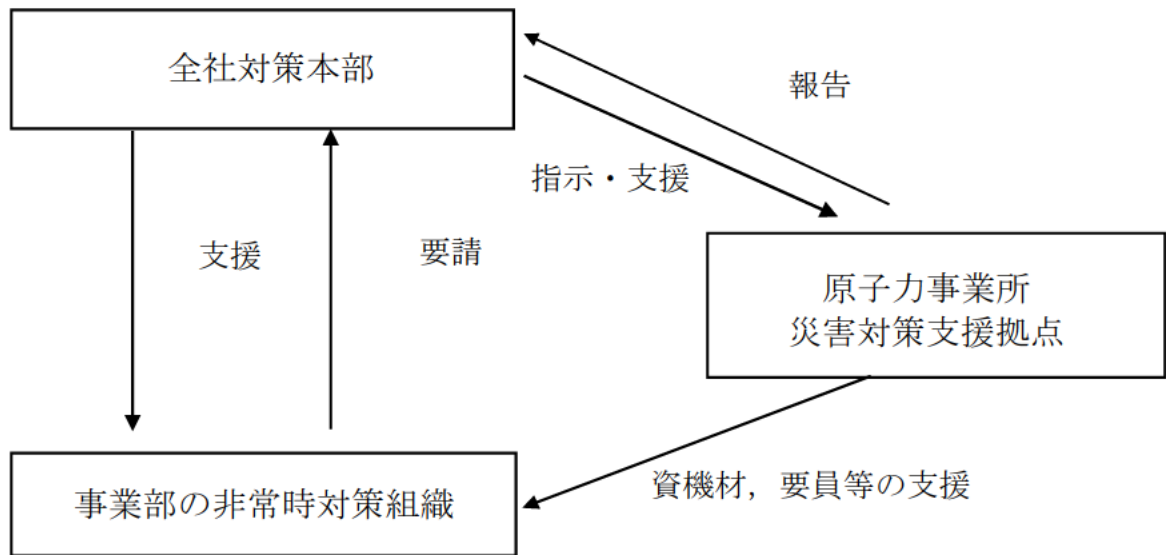 全社対策本部
報告
指示・支援
支援
要請
原子力事業所
災害対策支援拠点
資機材，要員等の支援
事業部の非常時対策組織